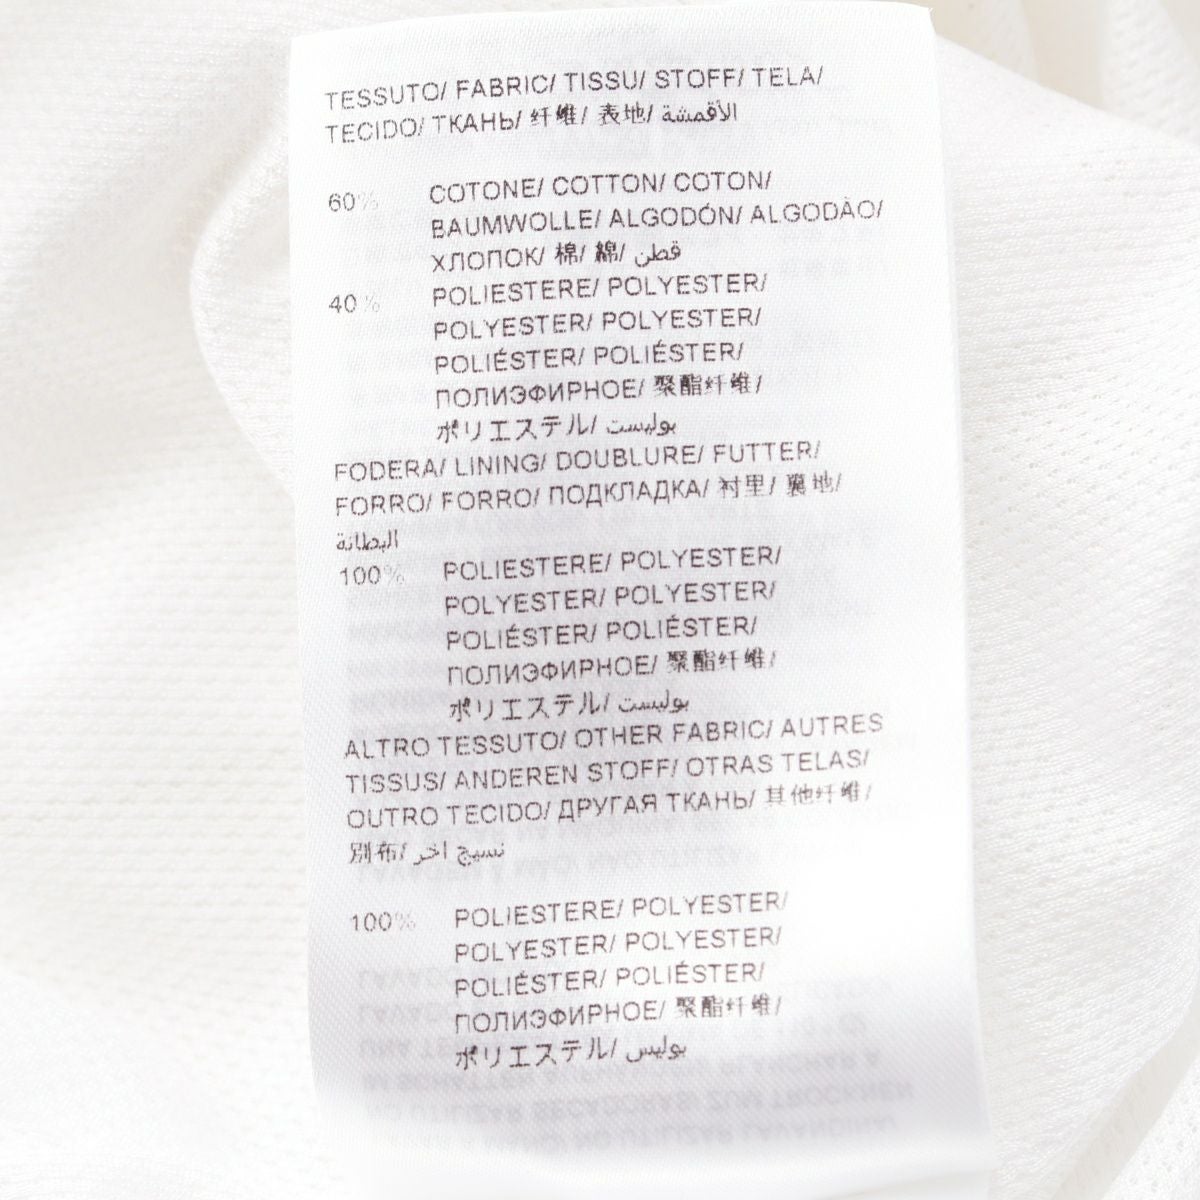 TESSUTO/ FABRIC/ TISSU/ STOFF/ TELA/
TECIDO/ ТКАНЬ/ 纤维/ 表地/ الأقمشة
60% COTONE/ COTTON/ COTON/
BAUMWOLLE/ ALGODÓN/ ALGODÃO/
ХЛОПОК/ 棉/ 綿/ قطن
40% POLIESTERE/ POLYESTER/
POLYESTER/ POLYESTER/
POLIÉSTER/ POLIÉSTER/
ПОЛИЭФИРНОЕ/ 聚酯纤维/
ポリエステル/ بوليست
FODERA/ LINING/ DOUBLURE/ FUTTER/
FORRO/ FORRO/ ПОДКЛАДКА/ 衬里/ 裏地/
البطانة
100% POLIESTERE/ POLYESTER/
POLYESTER/ POLYESTER/
POLIÉSTER/ POLIÉSTER/
ПОЛИЭФИРНОЕ/ 聚酯纤维/
ポリエステル/ بوليست
ALTRO TESSUTO/ OTHER FABRIC/ AUTRES
TISSUS/ ANDEREN STOFF/ OTRAS TELAS/
OUTRO TECIDO/ ДРУГАЯ ТКАНЬ/ 其他纤维/
別布/ نسيج اخر
100% POLIESTERE/ POLYESTER/
POLYESTER/ POLYESTER/
POLIÉSTER/ POLIÉSTER/
ПОЛИЭФИРНОЕ/ 聚酯纤维/
ポリエステル/ بوليس